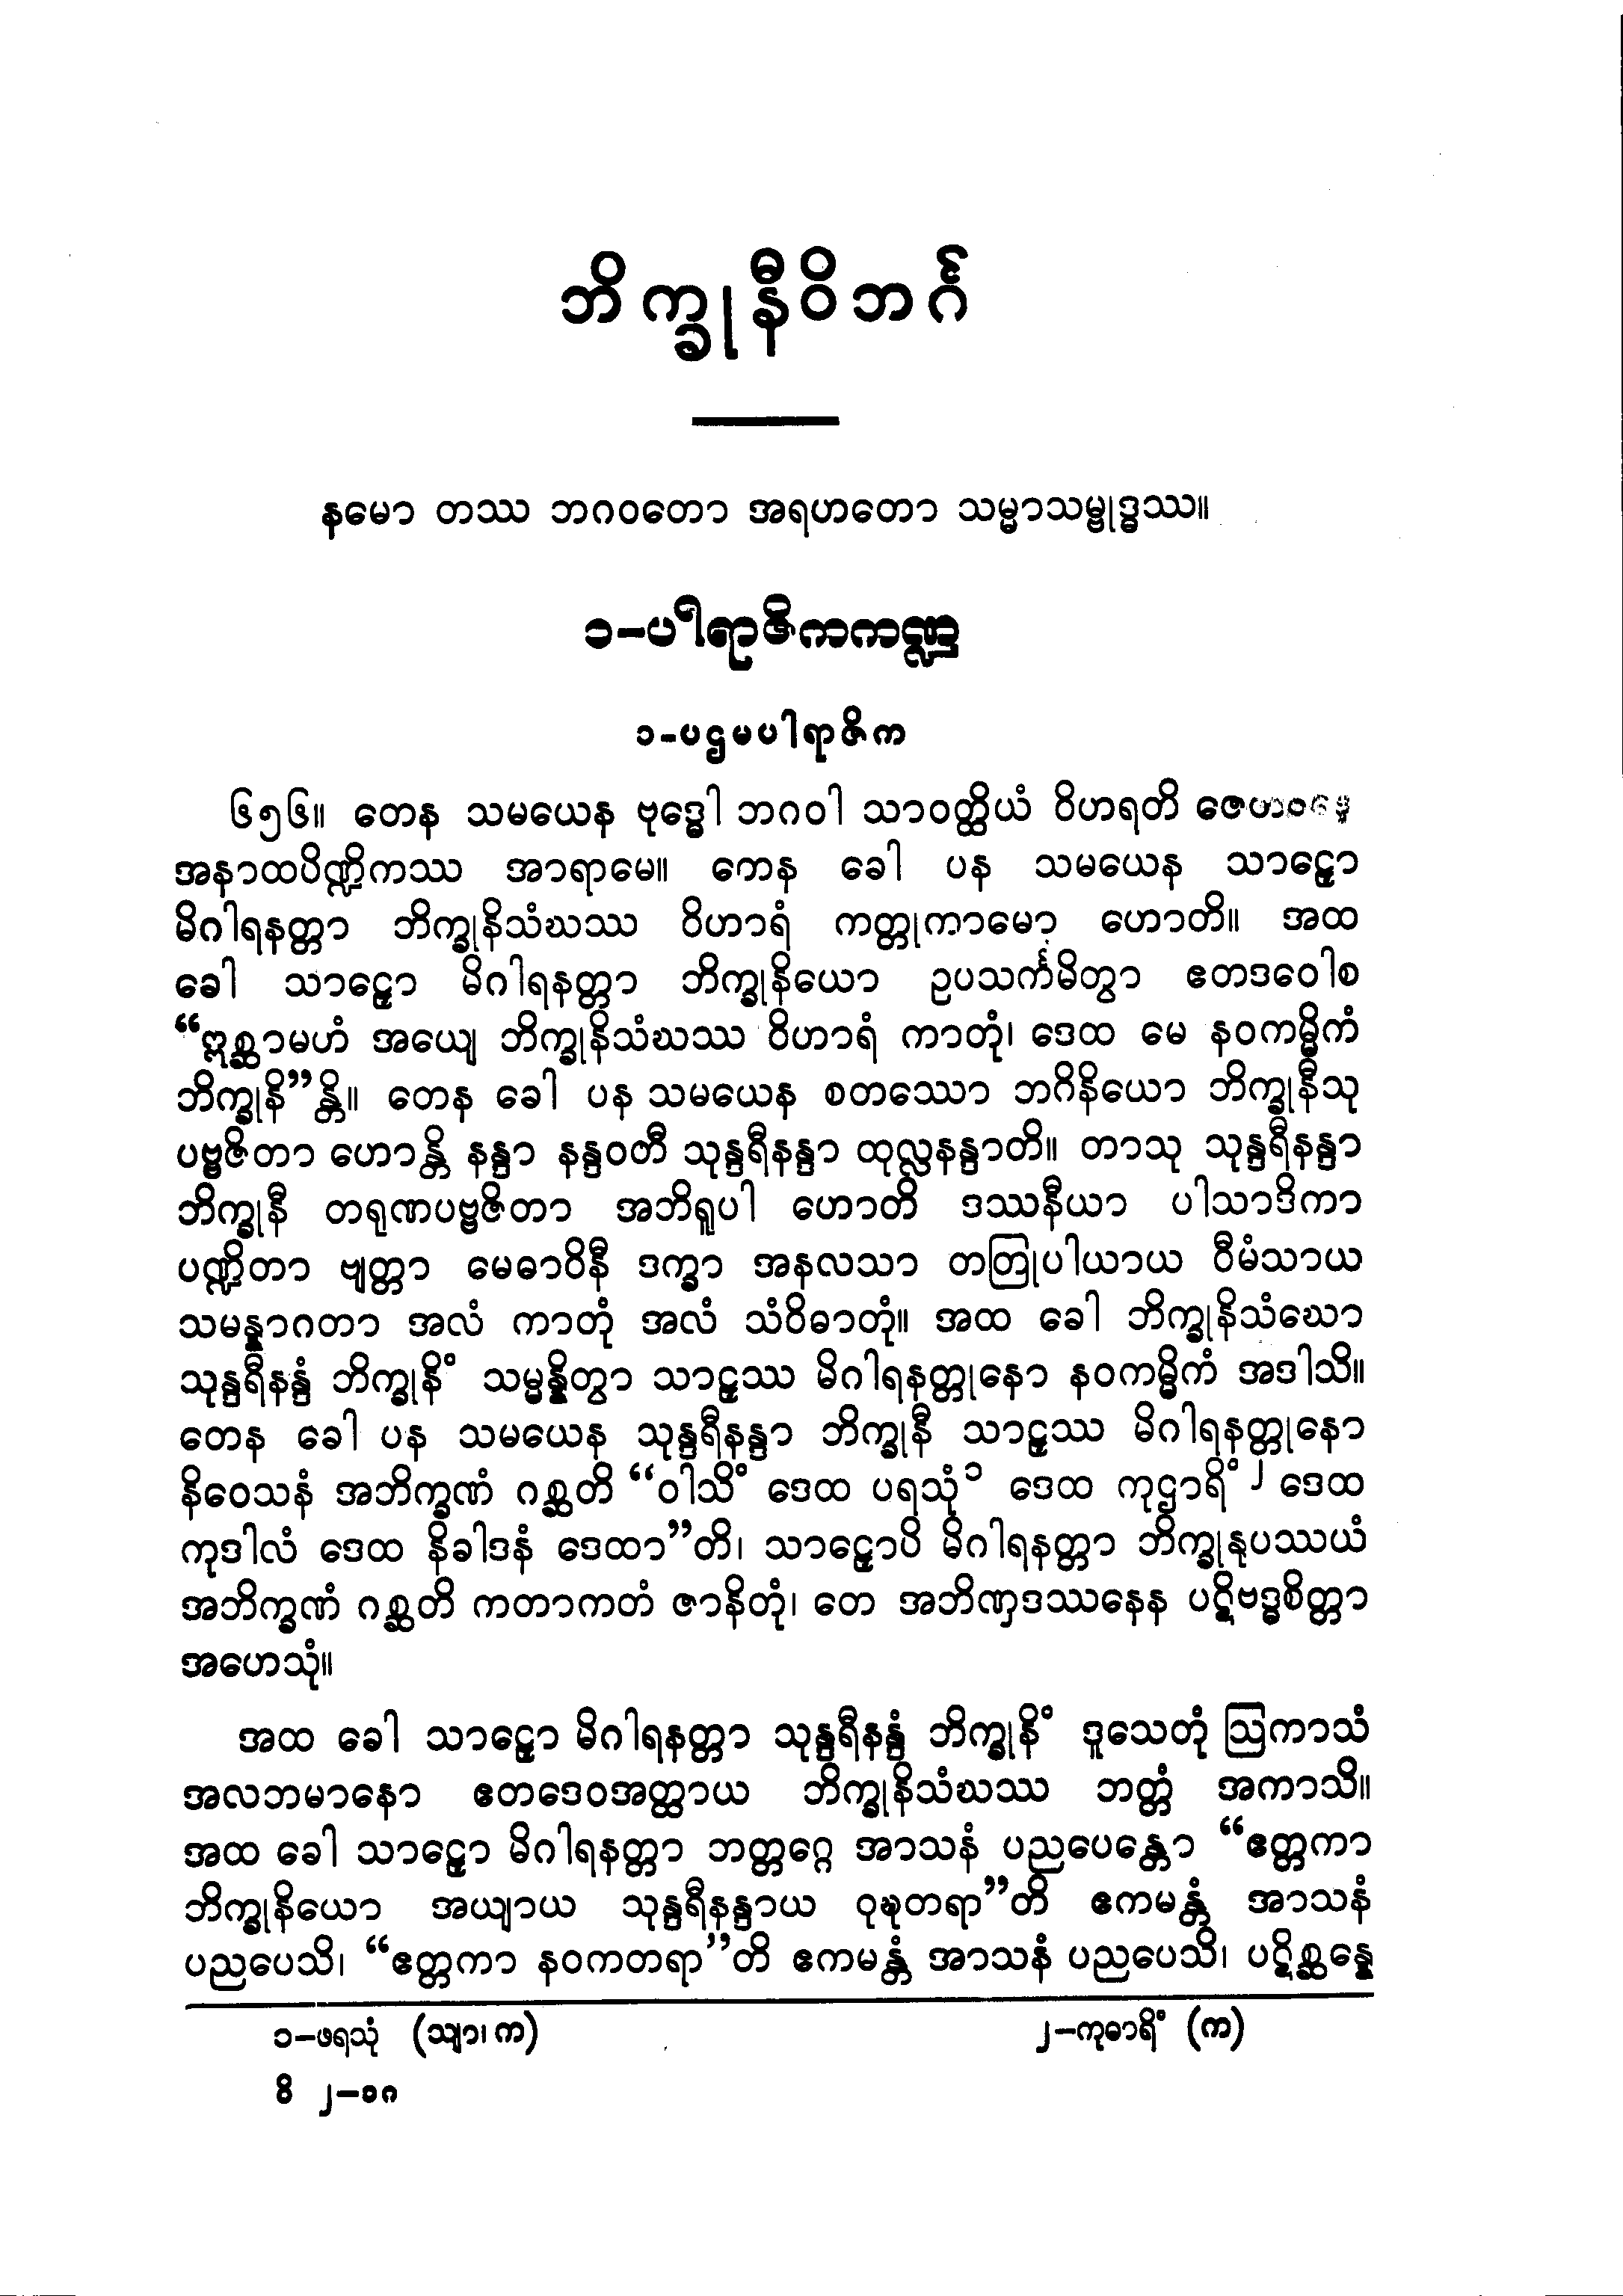 ဘိက္ခုနီဝိဘင်္ဂ
နမော တဿ ဘဂဝတော အရဟတော သမ္မာသမ္ဗုဒ္ဓဿ။
၁–ပါရာဇိကကဏ္ဍ
၁–ပဌမပါရာဇိက
၆၅၆။ တေန သမယေန ဗုဒ္ဓေါ ဘဂဝါ သာဝတ္ထိယံ ဝိဟရတိ
အနာထပိဏ္ဍိကဿ အာရာမေ။ ကေန ခေါ ပန သမယေန သာဠှော
မိဂါရနတ္တာ ဘိက္ခုနိသံဃဿ ဝိဟာရံ ကတ္တုကာမော ဟောတိ။ အထ
ခေါ သာဠှော မိဂါရနတ္တာ ဘိက္ခုနိယော ဥပသင်္ကမိတွာ ဧတဒဝေါစ
“ဣစ္ဆာမဟံ အယျေ ဘိက္ခုနိသံဃဿ ဝိဟာရံ ကာတုံ၊ ဒေထ မေ နဝကမ္မိကံ
ဘိက္ခုနိ”န္တိ။ တေန ခေါ ပန သမယေန စတဿော ဘဂိနိယော ဘိက္ခုနီသု
ပဗ္ဗဇိတာ ဟောန္တိ နန္ဒာ နန္ဒဝတီ သုန္ဒရီနန္ဒာ ထုလ္လနန္ဒာတိ။ တာသု သုန္ဒရီနန္ဒာ
ဘိက္ခုနီ တရုဏပဗ္ဗဇိတာ အဘိရူပါ ဟောတိ ဒဿနီယာ ပါသာဒိကာ
ပဏ္ဍိတာ ဗျတ္တာ မေဓာဝိနီ ဒက္ခာ အနလသာ တတြုပါယာယ ဝီမံသာယ
သမန္နာဂတာ အလံ ကာတုံ အလံ သံဝိဓာတုံ။ အထ ခေါ ဘိက္ခုနိသံဃော
သုန္ဒရီနန္ဒံ ဘိက္ခုနိံ သမ္မန္နိတွာ သာဠှဿ မိဂါရနတ္တုနော နဝကမ္မိကံ အဒါသိ။
တေန ခေါ ပန သမယေန သုန္ဒရီနန္ဒာ ဘိက္ခုနီ သာဠှဿ မိဂါရနတ္တုနော
နိဝေသနံ အဘိက္ခဏံ ဂစ္ဆတိ “ဝါသိံ ဒေထ ပရသုံ၁ ဒေထ ကုဌာရိံ၂ ဒေထ
ကုဒါလံ ဒေထ နိခါဒနံ ဒေထာ”တိ၊ သာဠှောပိ မိဂါရနတ္တာ ဘိက္ခုနုပဿယံ
အဘိက္ခဏံ ဂစ္ဆတိ ကတာကတံ ဇာနိတုံ၊ တေ အဘိဏှဒဿနေန ပဋိဗဒ္ဓစိတ္တာ
အဟေသုံ။
အထ ခေါ သာဠှော မိဂါရနတ္တာ သုန္ဒရီနန္ဒံ ဘိက္ခုနိံ ဒူသေတုံ ဩကာသံ
အလဘမာနော ဧတဒေဝအတ္ထာယ ဘိက္ခုနိသံဃဿ ဘတ္တံ အကာသိ။
အထ ခေါ သာဠှော မိဂါရနတ္တာ ဘတ္တဂ္ဂေ အာသနံ ပညပေန္တော “ဧတ္တကာ
ဘိက္ခုနိယော အယျာယ သုန္ဒရီနန္ဒာယ ဝုဍ္ဎတရာ”တိ ဧကမန္တံ အာသနံ
ပညပေသိ၊ “ဧတ္တကာ နဝကတရာ”တိ ဧကမန္တံ အာသနံ ပညပေသိ၊ ပဋိစ္ဆန္နေ
၁–ဖရသုံ (သျာ၊ က) ၂–ကုဓာရိံ (က)
ဝိ ၂–၁၈